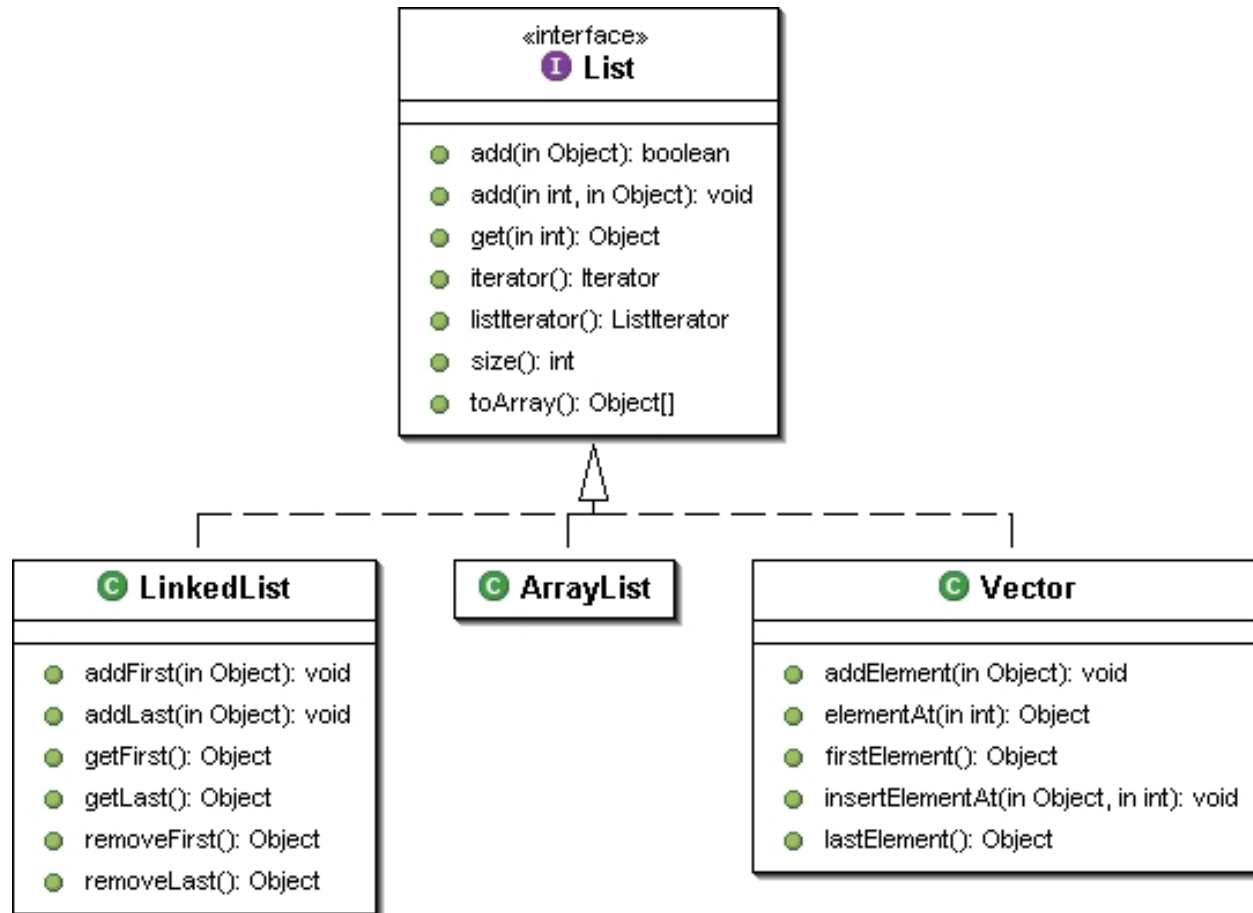 «interface»
I List
add(in Object): boolean
add(in int, in Object): void
get(in int): Object
iterator(): Iterator
listIterator(): ListIterator
size(): int
toArray(): Object[]
C LinkedList
addFirst(in Object): void
addLast(in Object): void
getFirst(): Object
getLast(): Object
removeFirst(): Object
removeLast(): Object
C ArrayList
C Vector
addElement(in Object): void
elementAt(in int): Object
firstElement(): Object
insertElementAt(in Object, in int): void
lastElement(): Object